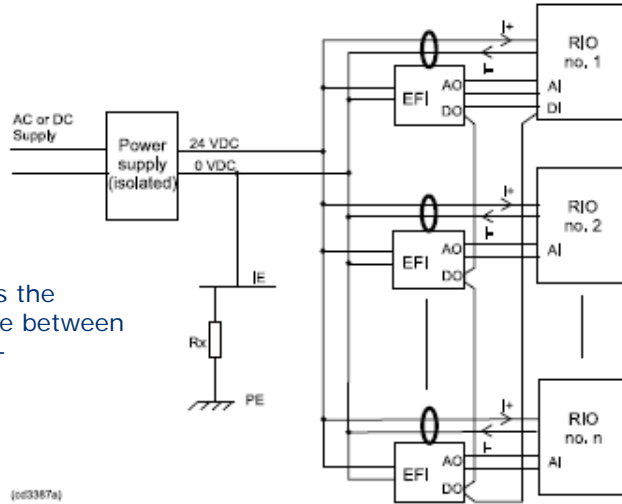 I+
RIO
no. 1
I-
AO
AI
EFI
DO
DI
AC or DC
Supply
Power
supply
(isolated)
24 VDC
0 VDC
I+
RIO
no. 2
I-
AO
AI
EFI
DO
IE
s the
e between
-
Rx
PE
I+
RIO
no. n
I-
AO
AI
EFI
DO
(cd3387a)